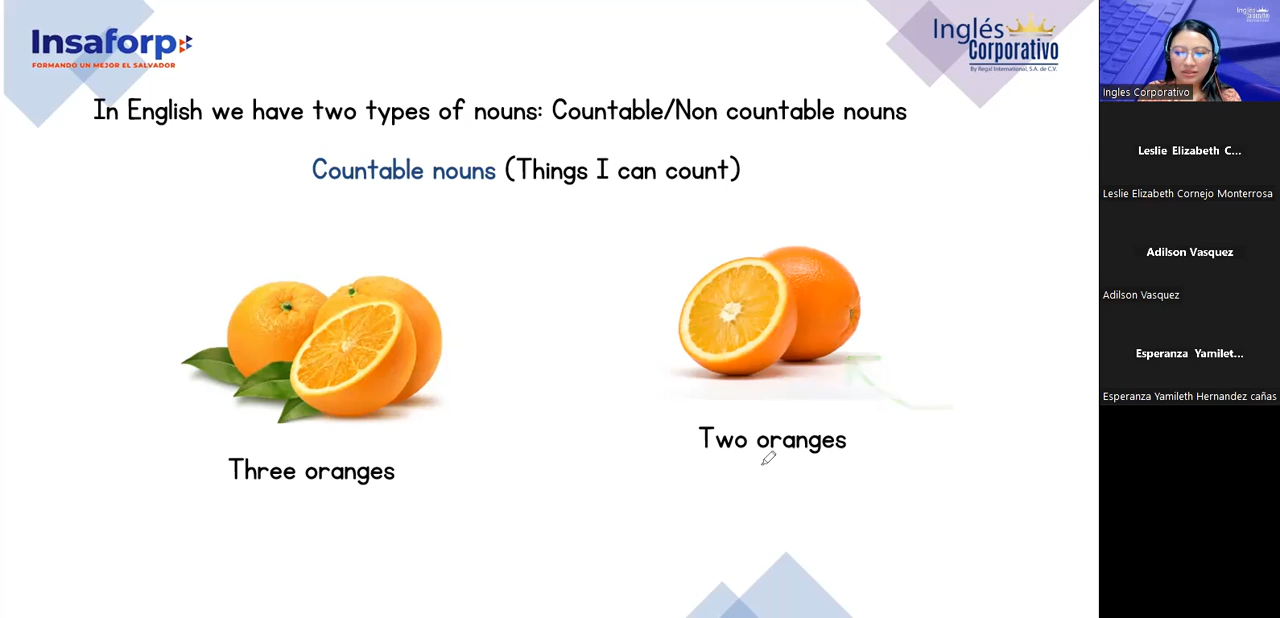 Insaforp
FORMANDO UN MEJOR EL SALVADOR
Inglés
Corporativo
By Regal International, S.A. de C.V.
In English we have two types of nouns: Countable/Non countable nouns
Countable nouns (Things I can count)
Three oranges
Two oranges
Inglés
Corporativo
Ingles Corporativo
Leslie Elizabeth C...
Leslie Elizabeth Cornejo Monterrosa
Adilson Vasquez
Adilson Vasquez
Esperanza Yamilet...
Esperanza Yamileth Hernandez cañas